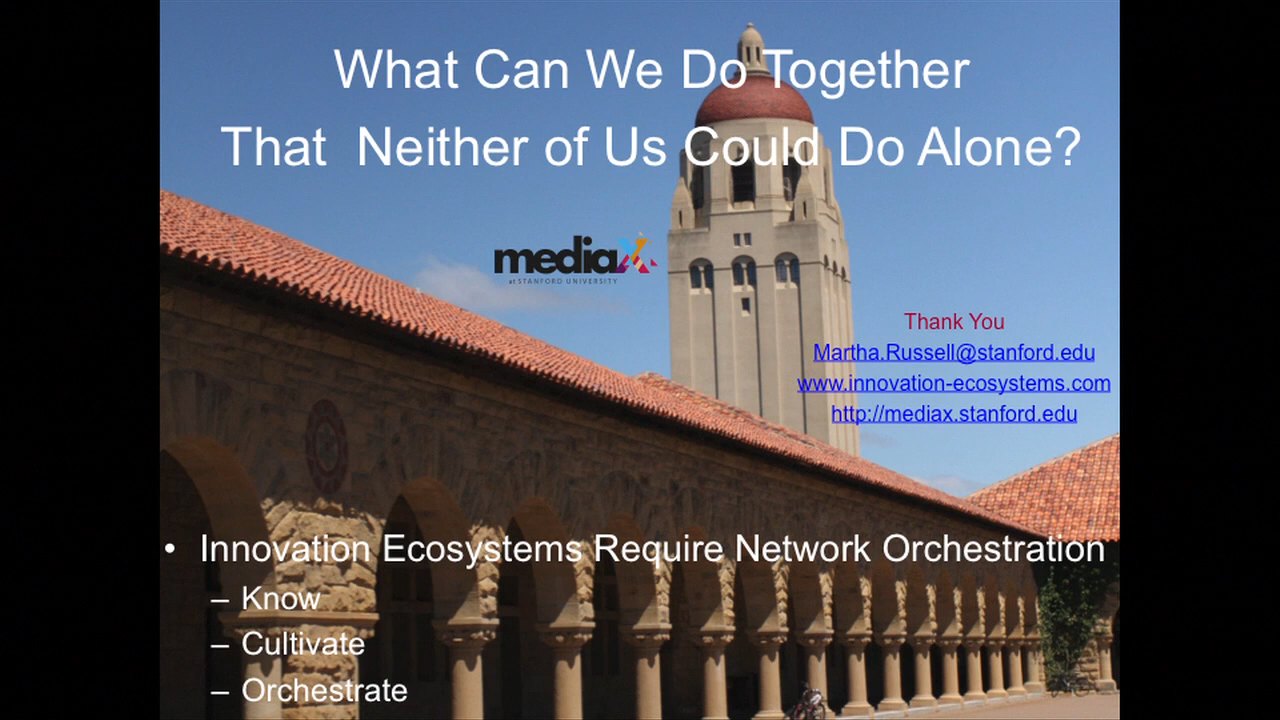 What Can We Do Together
That Neither of Us Could Do Alone?
mediaX
at STANFORD UNIVERSITY
Thank You
Martha.Russell@stanford.edu
www.innovation-ecosystems.com
http://mediax.stanford.edu
• Innovation Ecosystems Require Network Orchestration
– Know
– Cultivate
– Orchestrate